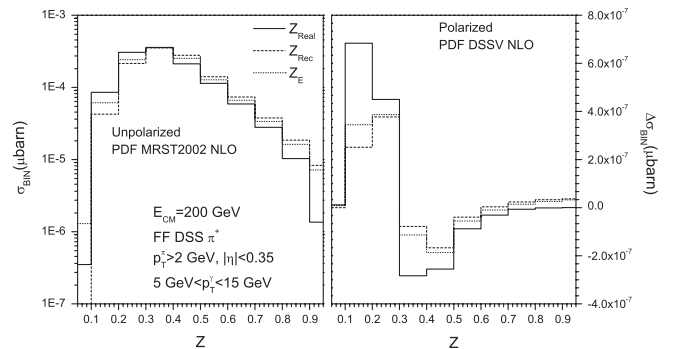 1E-3
1E-4
1E-5
1E-6
1E-7
σ_BIN(μbarn)
Z_Real
Z_Rec
Z_E
Unpolarized
PDF MRST2002 NLO
E_CM=200 GeV
FF DSS π⁺
p_T^π>2 GeV, |η|<0.35
5 GeV<p_T^γ<15 GeV
0.1 0.2 0.3 0.4 0.5 0.6 0.7 0.8 0.9
Z
Polarized
PDF DSSV NLO
8.0x10⁻⁷
6.0x10⁻⁷
4.0x10⁻⁷
2.0x10⁻⁷
0.0
-2.0x10⁻⁷
-4.0x10⁻⁷
Δσ_BIN(μbarn)
0.1 0.2 0.3 0.4 0.5 0.6 0.7 0.8 0.9
Z